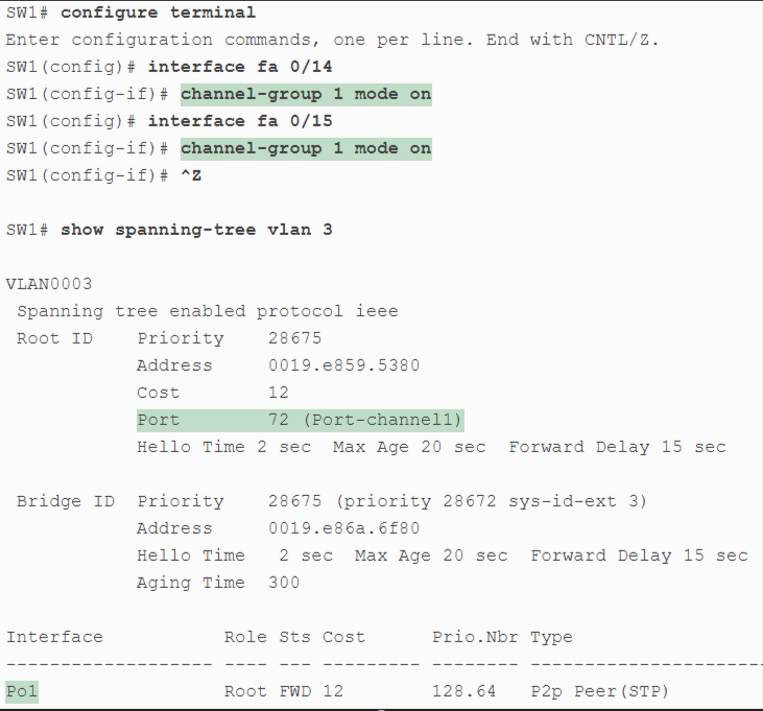 SW1# configure terminal
Enter configuration commands, one per line. End with CNTL/Z.
SW1(config)# interface fa 0/14
SW1(config-if)# channel-group 1 mode on
SW1(config)# interface fa 0/15
SW1(config-if)# channel-group 1 mode on
SW1(config-if)# ^Z
SW1# show spanning-tree vlan 3
VLAN0003
Spanning tree enabled protocol ieee
Root ID Priority 28675
Address 0019.e859.5380
Cost 12
Port 72 (Port-channel1)
Hello Time 2 sec Max Age 20 sec Forward Delay 15 sec
Bridge ID Priority 28675 (priority 28672 sys-id-ext 3)
Address 0019.e86a.6f80
Hello Time 2 sec Max Age 20 sec Forward Delay 15 sec
Aging Time 300
Interface Role Sts Cost Prio.Nbr Type
------------------- ---- --- --------- -------- ----------------------
Po1 Root FWD 12 128.64 P2p Peer(STP)